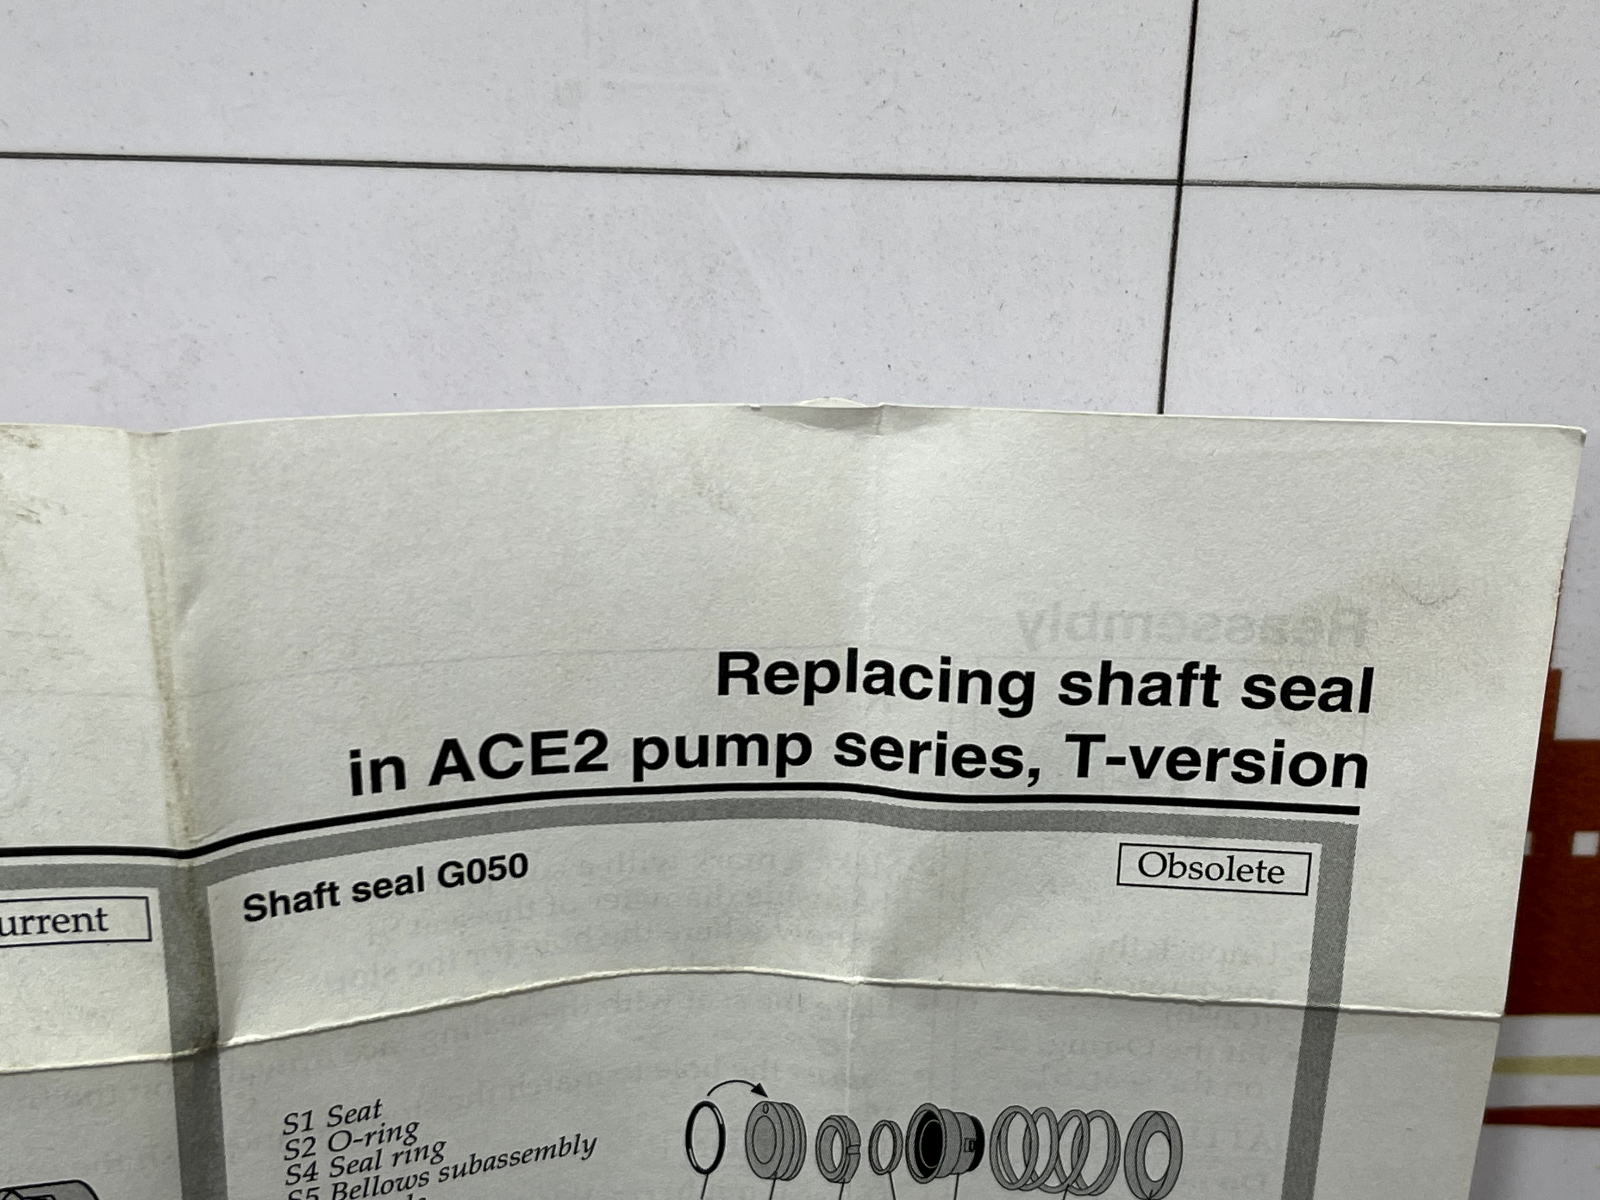 Replacing shaft seal
in ACE2 pump series, T-version
urrent
Shaft seal G050
Obsolete
S1 Seat
S2 O-ring
S4 Seal ring
S5 Bellows subassembly